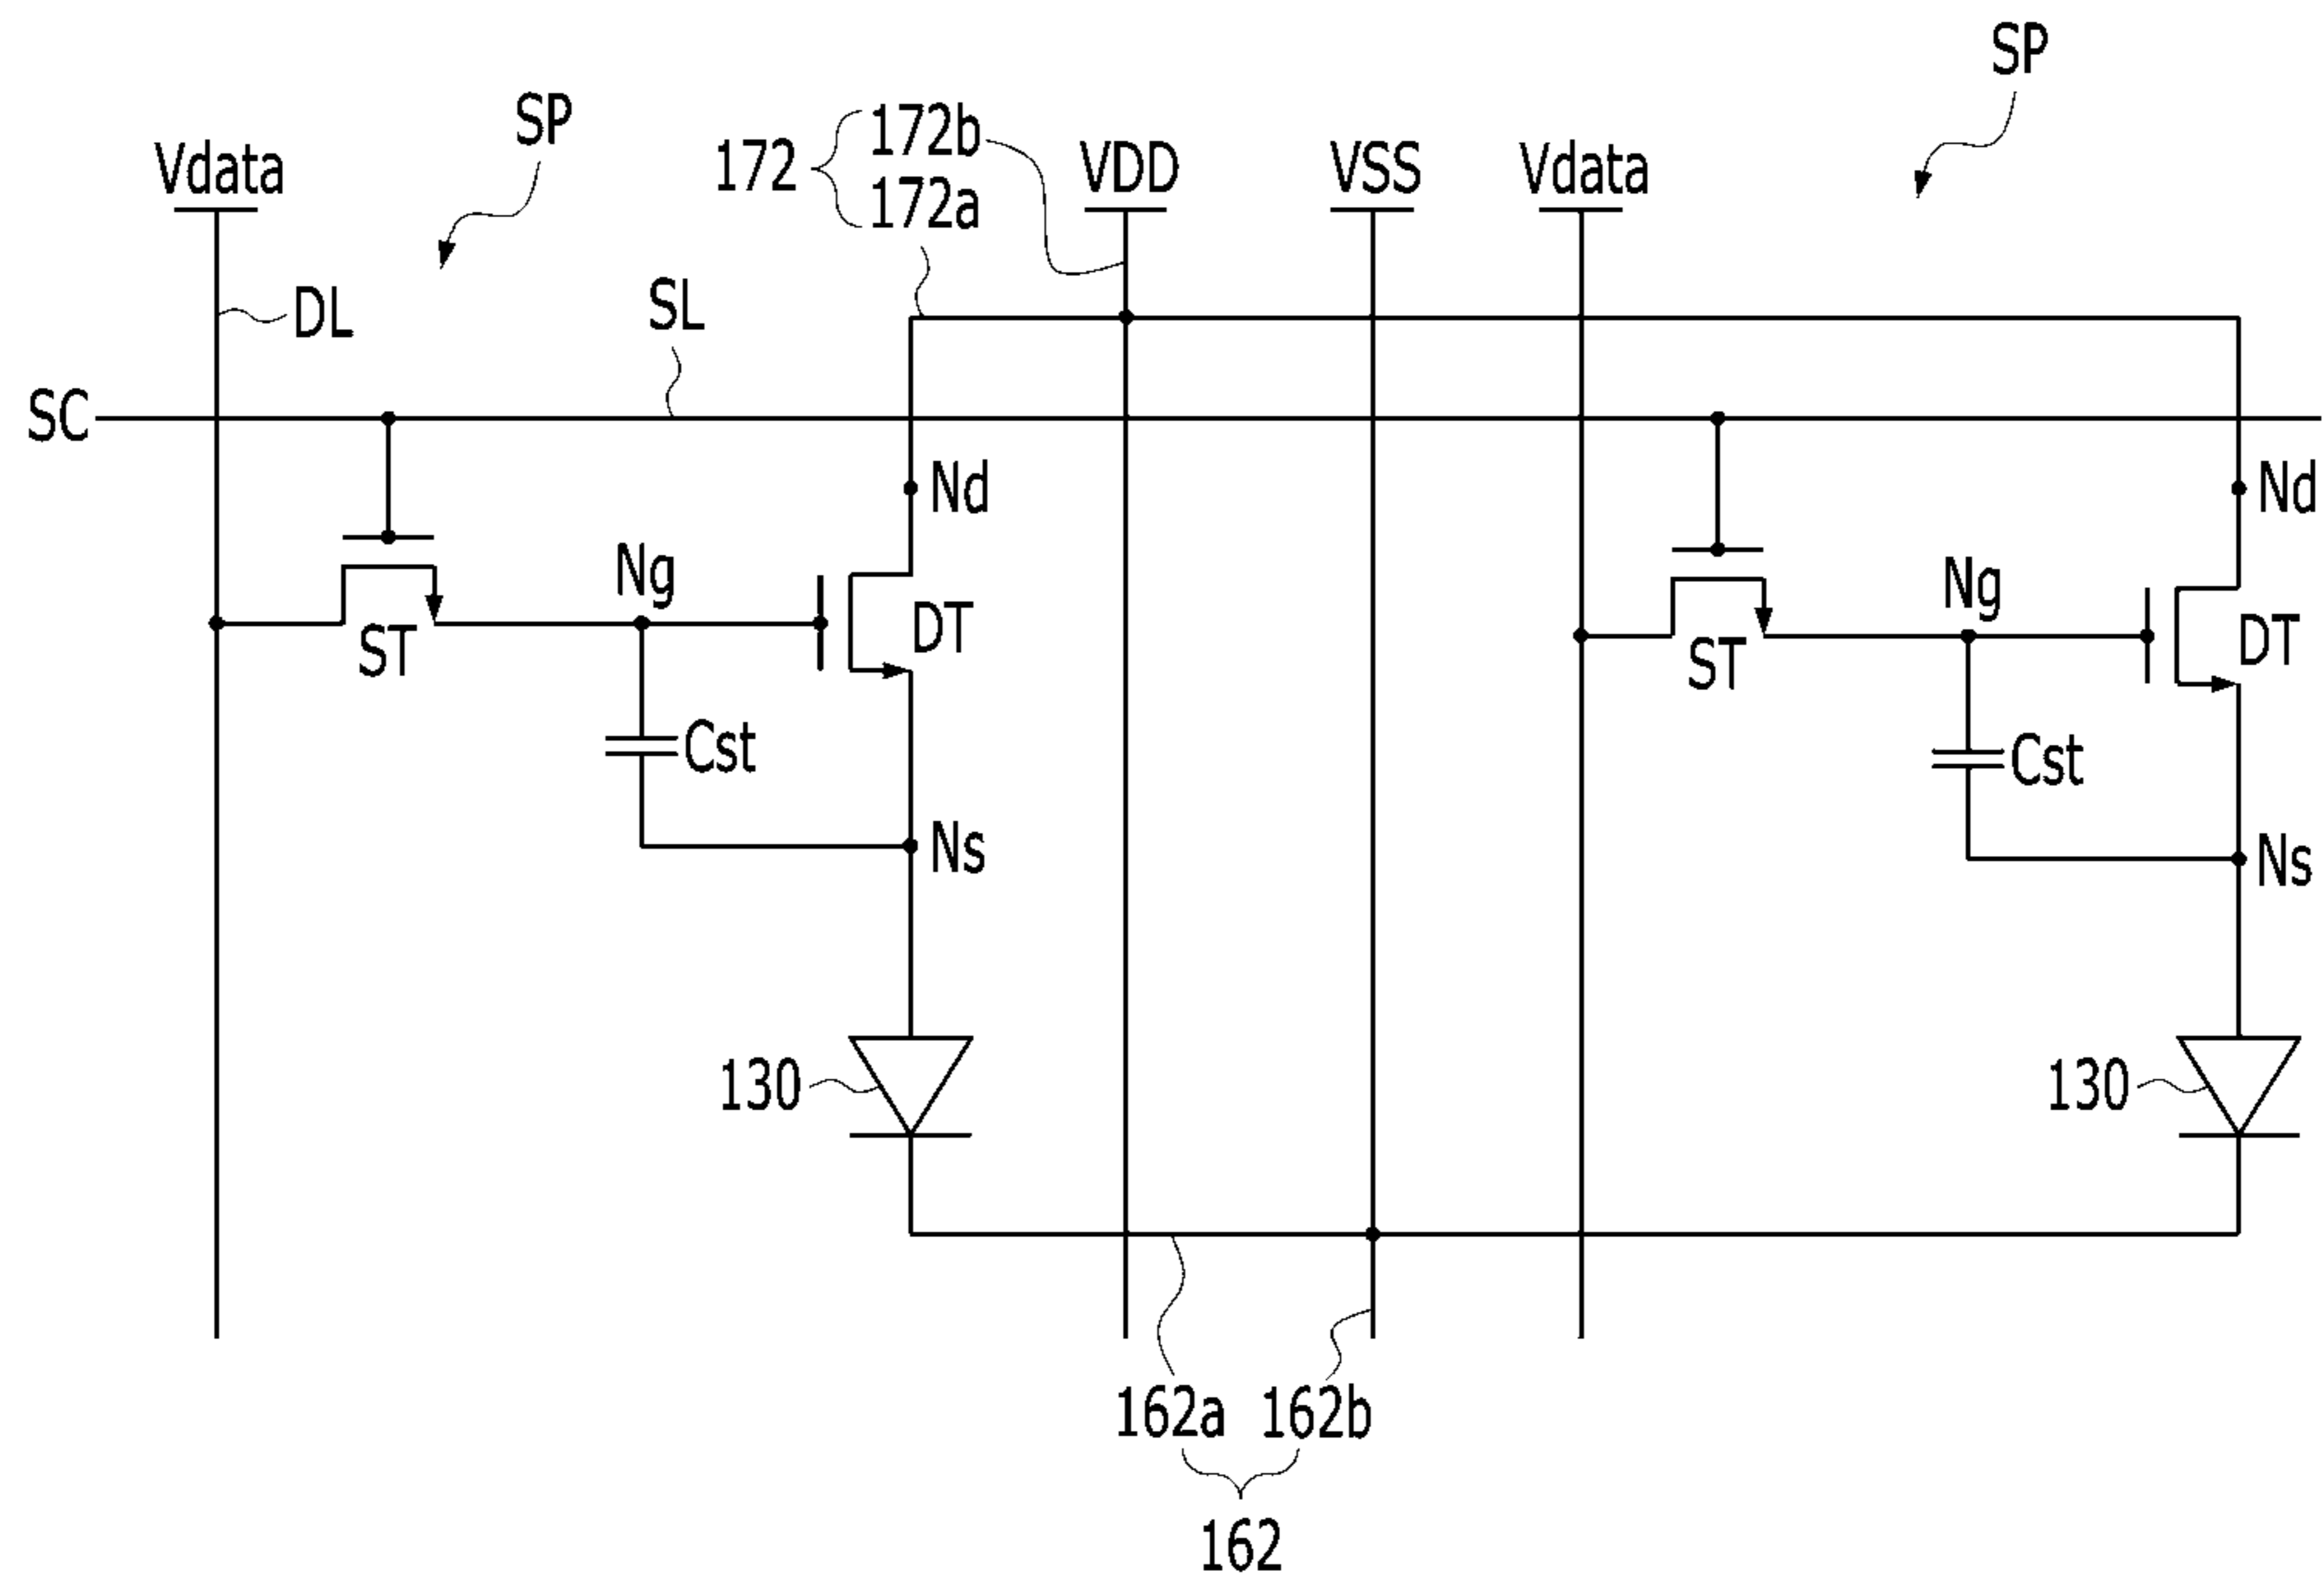 SP
SP
172
172b
172a
Vdata
VDD
VSS
Vdata
DL
SL
SC
Nd
Nd
Ng
Ng
DT
DT
ST
ST
Cst
Cst
Ns
Ns
130
130
162a
162b
162